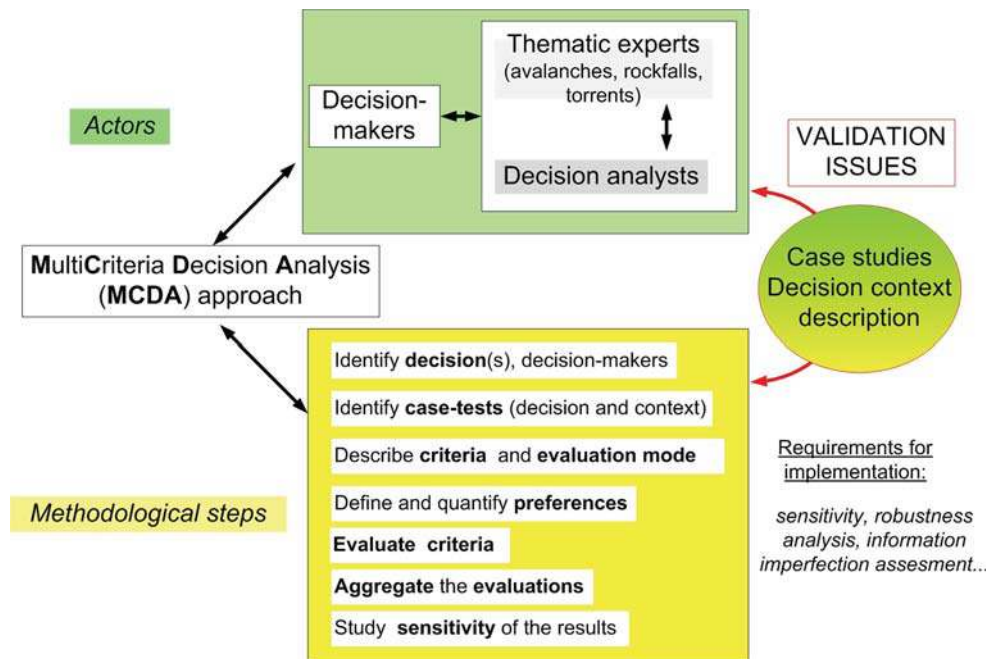 Actors
Decision-
makers
Thematic experts
(avalanches, rockfalls,
torrents)
Decision analysts
VALIDATION
ISSUES
Case studies
Decision context
description
MultiCriteria Decision Analysis
(MCDA) approach
Methodological steps
Identify decision(s), decision-makers
Identify case-tests (decision and context)
Describe criteria and evaluation mode
Define and quantify preferences
Evaluate criteria
Aggregate the evaluations
Study sensitivity of the results
Requirements for
implementation:
sensitivity, robustness
analysis, information
imperfection assesment...